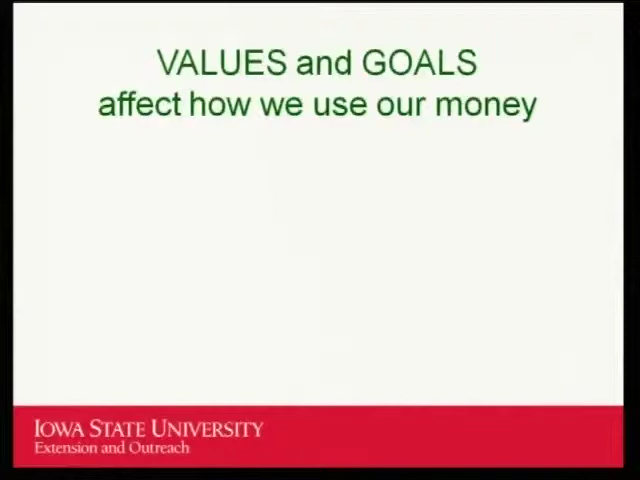 VALUES and GOALS
affect how we use our money
IOWA STATE UNIVERSITY
Extension and Outreach